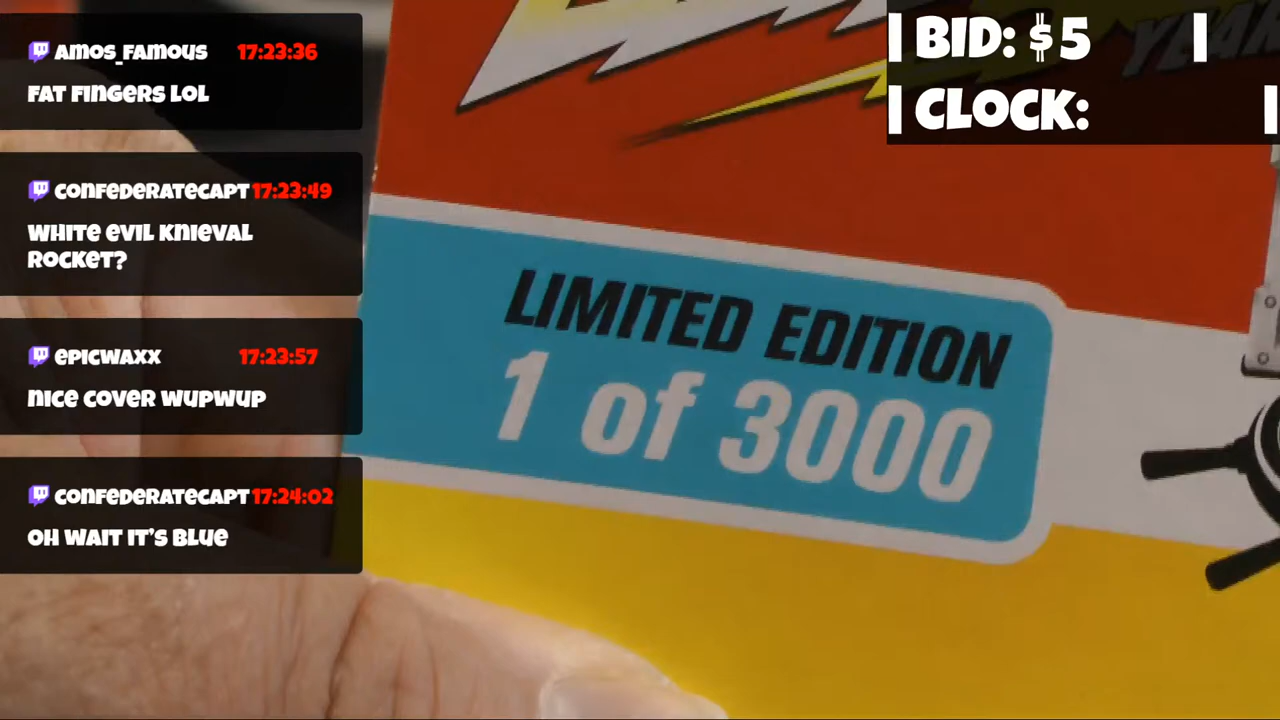 Amos_Famous 17:23:36
Fat fingers lol
ConfederateCapt 17:23:49
White evil knieval
rocket?
epicwaxx 17:23:57
nice cover wupwup
ConfederateCapt 17:24:02
Oh wait it's blue
| BID: $5 |
| CLOCK: |
YEAR
LIMITED EDITION
1 of 3000